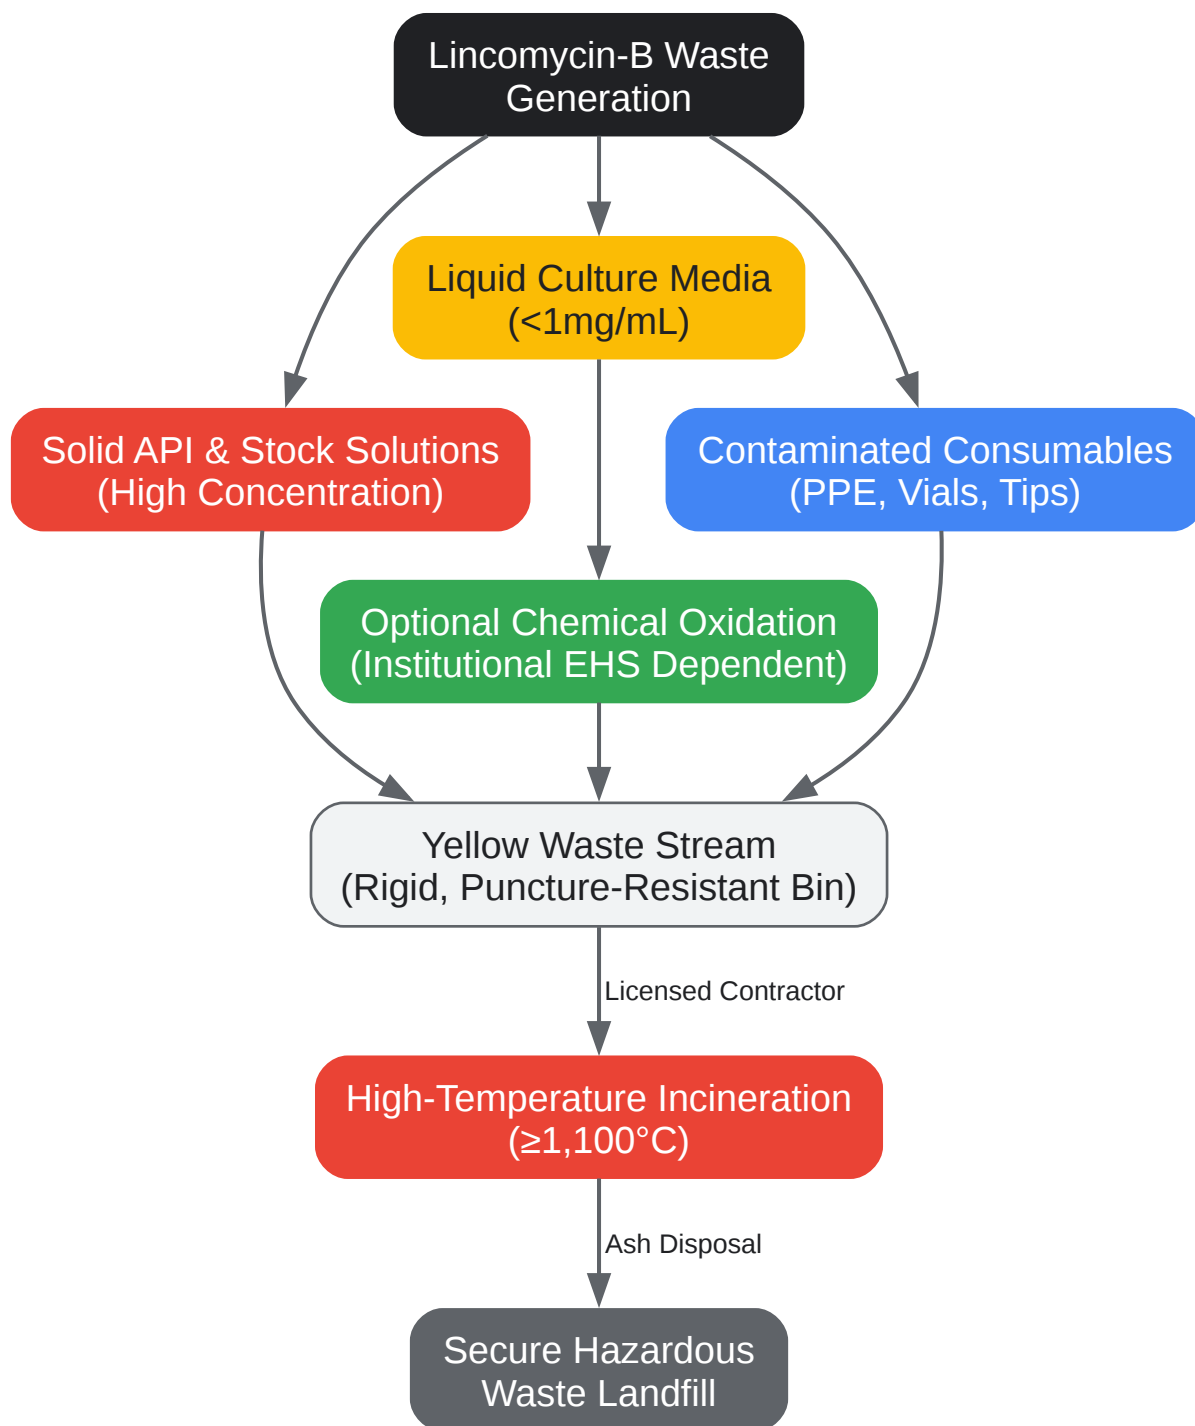 Lincomycin-B Waste
Generation
Liquid Culture Media
(<1mg/mL)
Solid API & Stock Solutions
(High Concentration)
Contaminated Consumables
(PPE, Vials, Tips)
Optional Chemical Oxidation
(Institutional EHS Dependent)
Yellow Waste Stream
(Rigid, Puncture-Resistant Bin)
Licensed Contractor
High-Temperature Incineration
(≥1,100°C)
Ash Disposal
Secure Hazardous
Waste Landfill